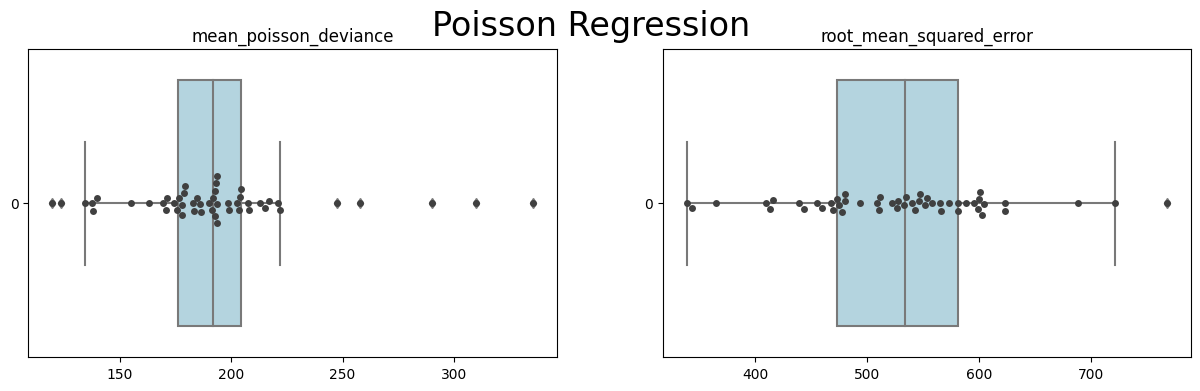 Poisson Regression
mean_poisson_deviance
0
150 200 250 300
root_mean_squared_error
0
400 500 600 700